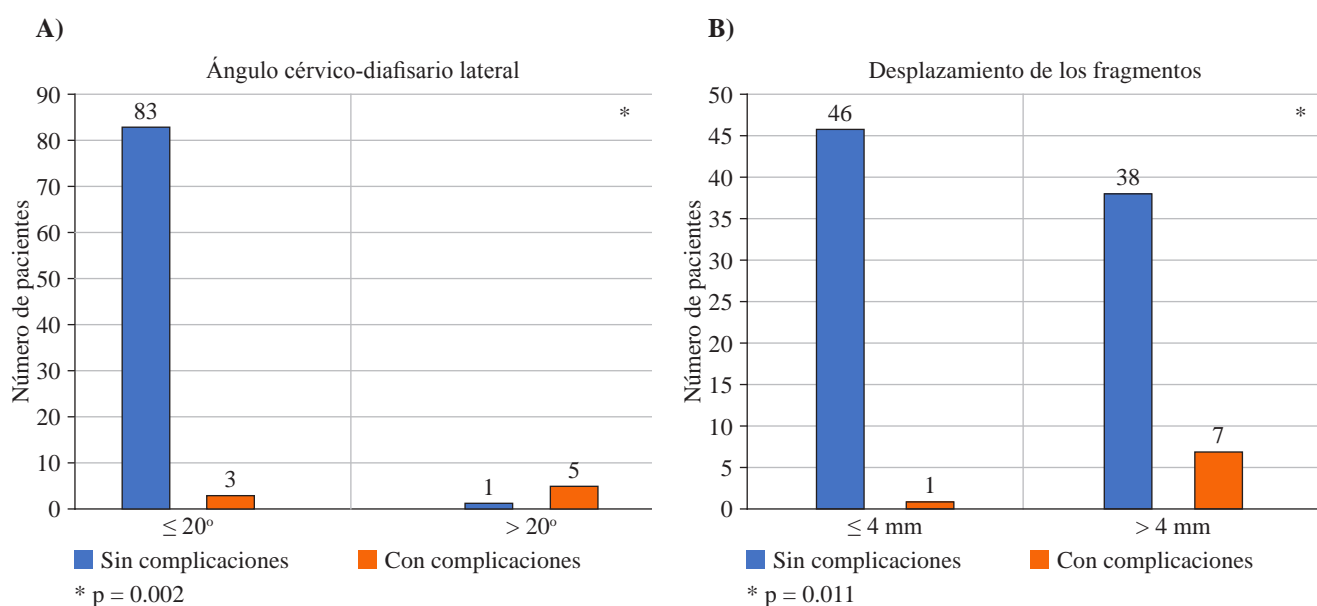 A)
Ángulo cérvico-diafisario lateral
Número de pacientes
90
80
70
60
50
40
30
20
10
0
83
3
1
5
*
≤ 20º
> 20º
Sin complicaciones
Con complicaciones
* p = 0.002
B)
Desplazamiento de los fragmentos
Número de pacientes
50
45
40
35
30
25
20
15
10
5
0
46
1
38
7
*
≤ 4 mm
> 4 mm
Sin complicaciones
Con complicaciones
* p = 0.011